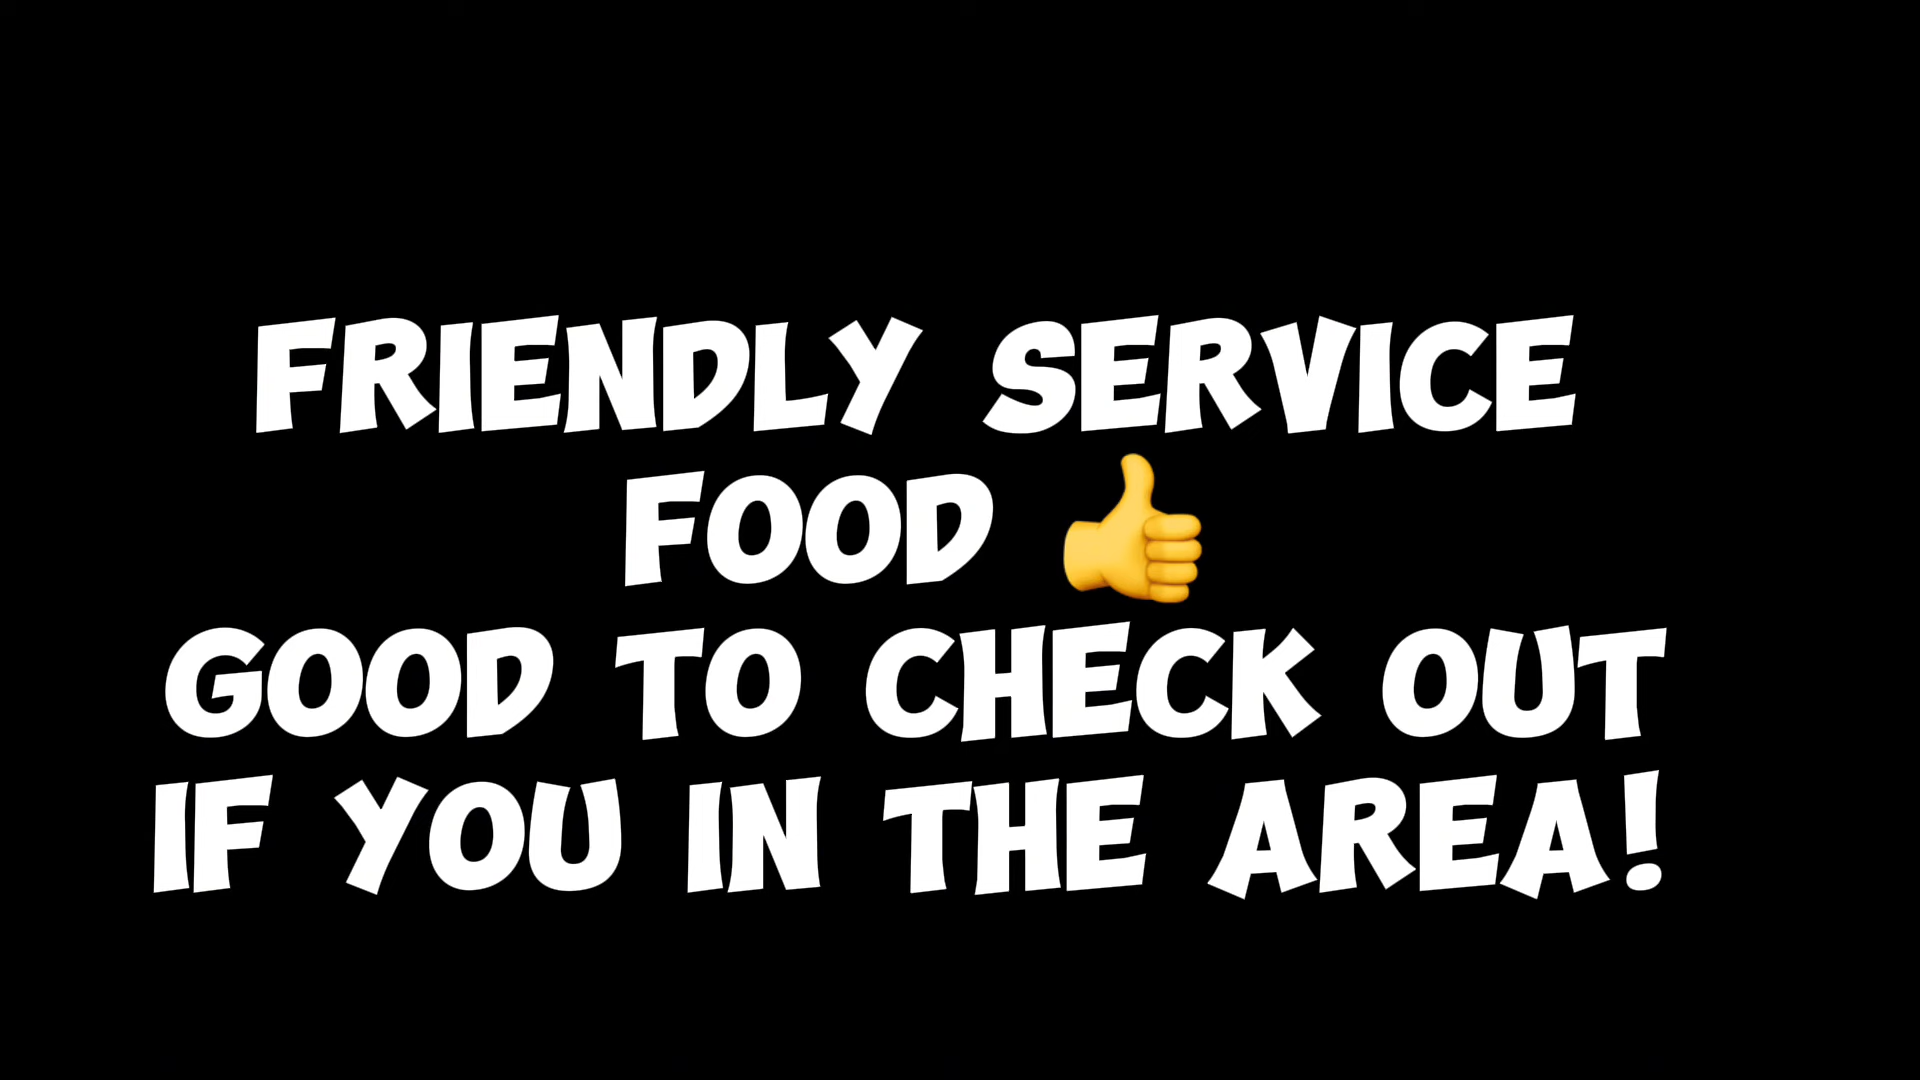 FRIENDLY SERVICE
FOOD 👍
GOOD TO CHECK OUT
IF YOU IN THE AREA!